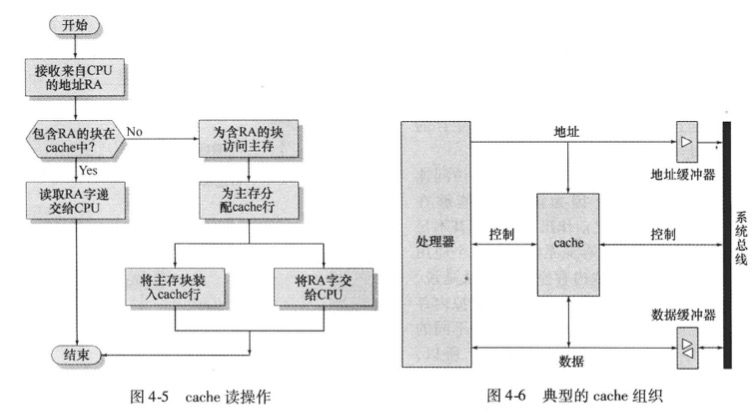 开始
接收来自CPU
的地址RA
包含RA的块在
cache中？
No
为含RA的块
访问主存
Yes
读取RA字递
交给CPU
为主存分
配cache行
将主存块装
入cache行
将RA字交
给CPU
结束
图 4-5 cache 读操作
地址
地址缓冲器
处理器
控制
cache
控制
系统总线
数据缓冲器
数据
图 4-6 典型的 cache 组织